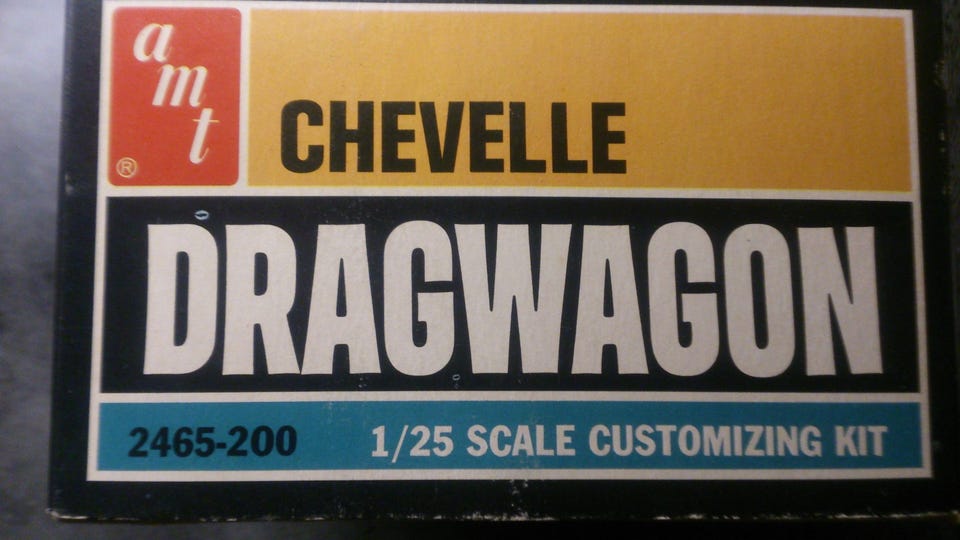 amt
®
CHEVELLE
DRAGWAGON
2465-200 1/25 SCALE CUSTOMIZING KIT